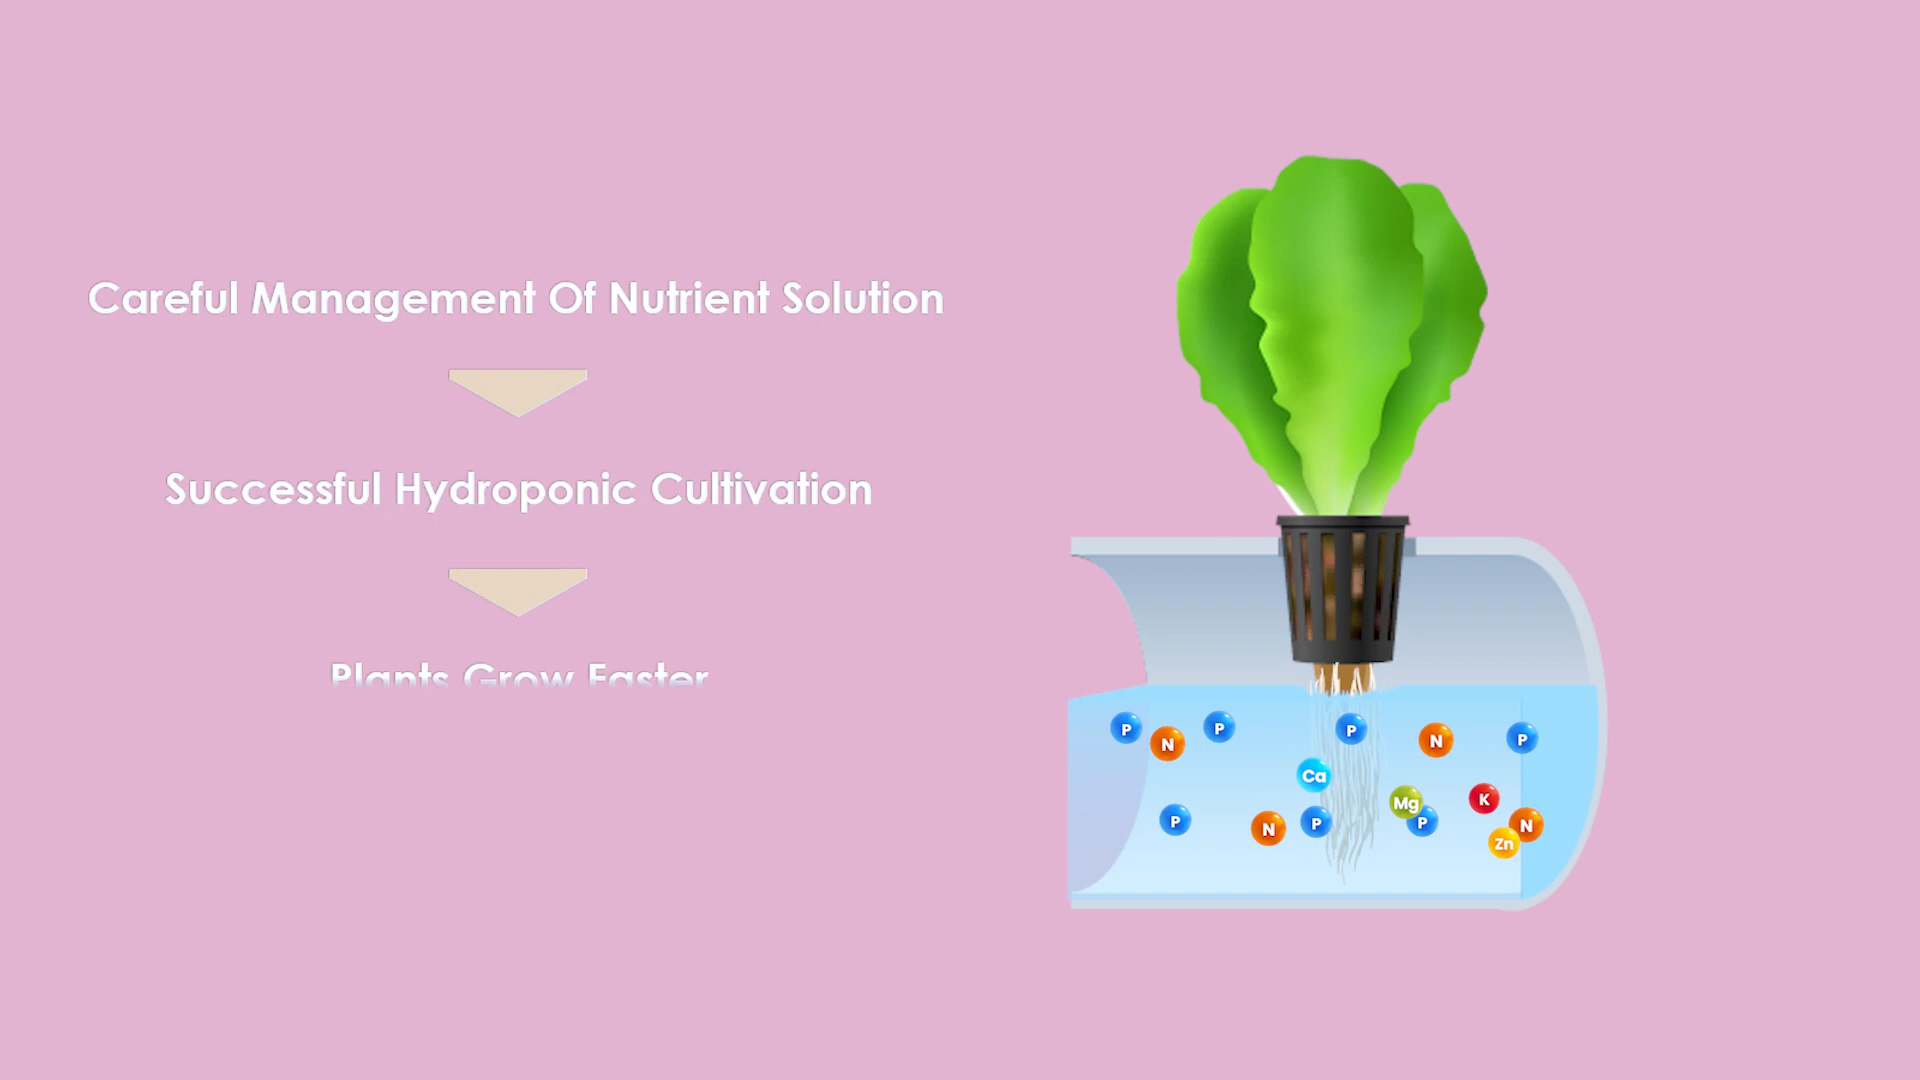 Careful Management Of Nutrient Solution
Successful Hydroponic Cultivation
Plants Grow Faster
P
N
P
P
N
P
Ca
Mg
K
P
N
P
P
N
Zn